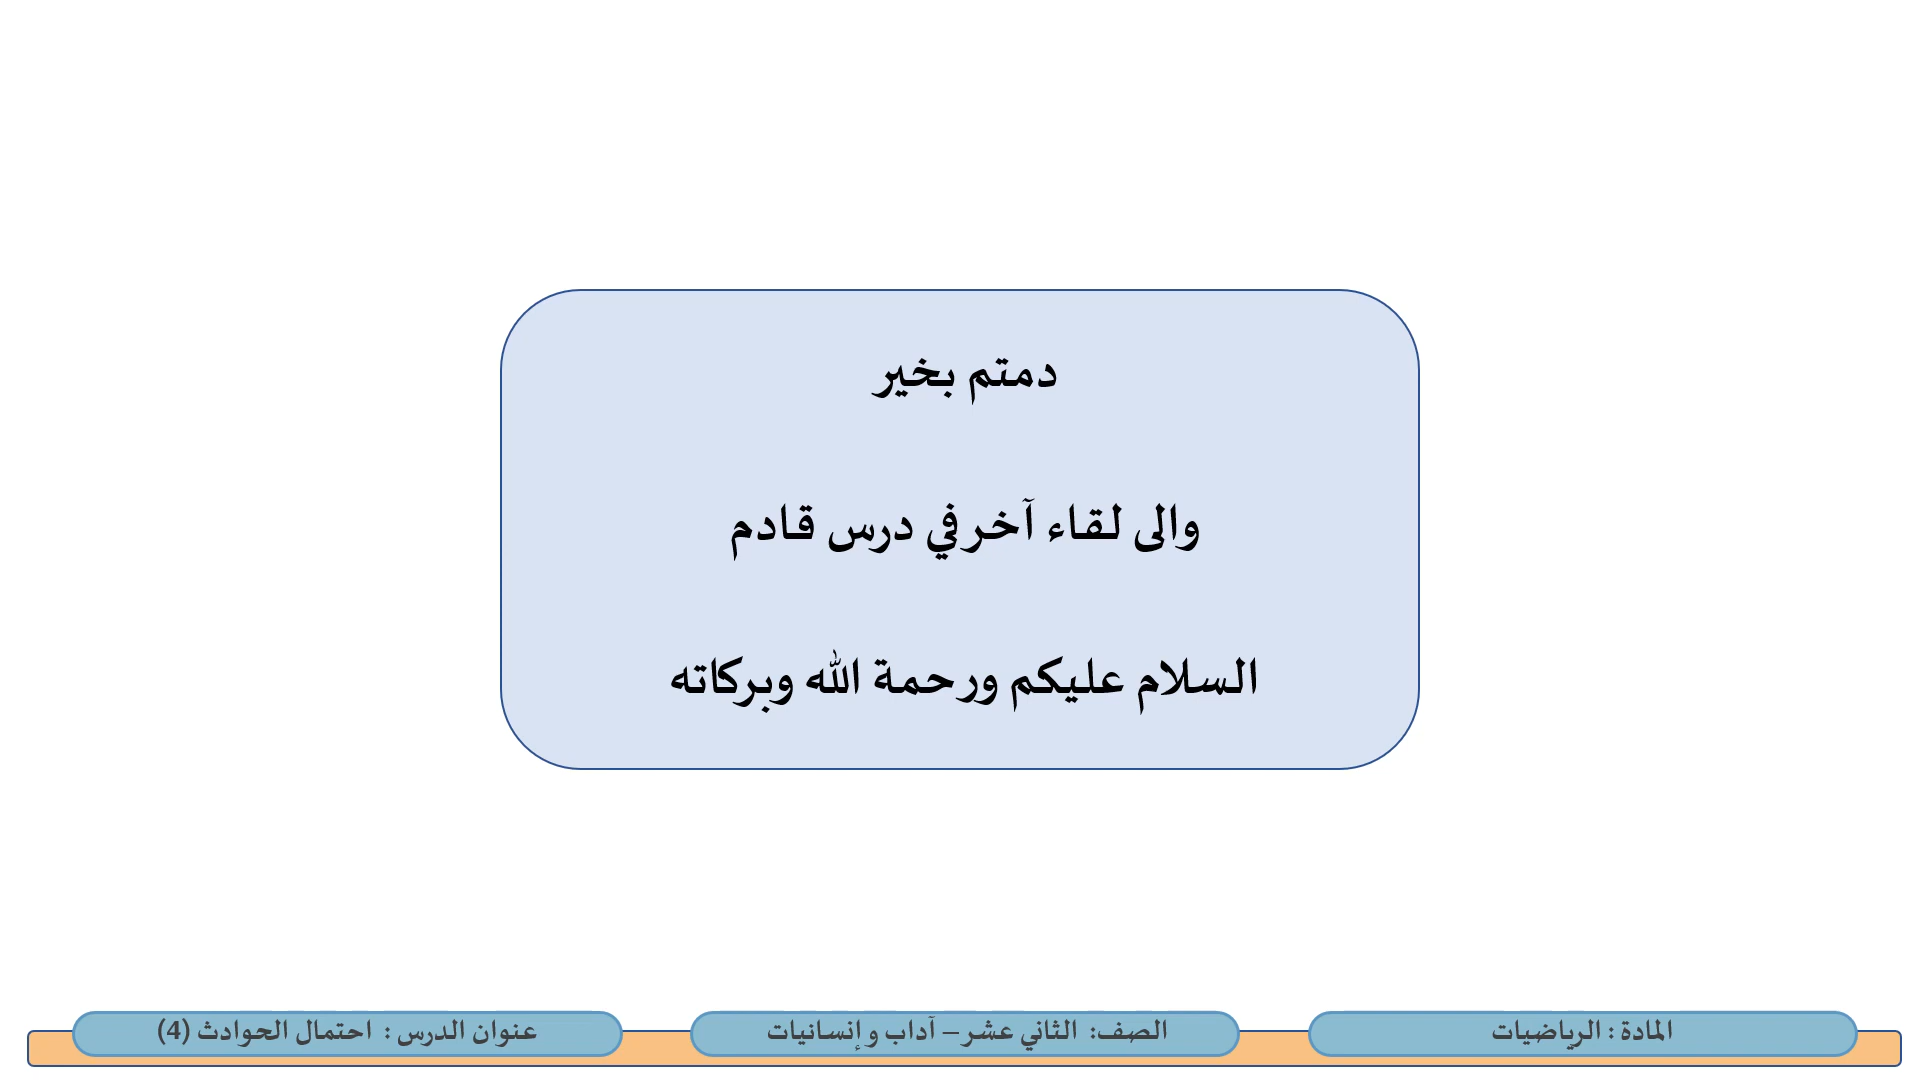 دمتم بخير
والى لقاء آخر في درس قادم
السلام عليكم ورحمة الله وبركاته
المادة : الرياضيات
الصف: الثاني عشر – آداب و إنسانيات
عنوان الدرس : احتمال الحوادث (4)